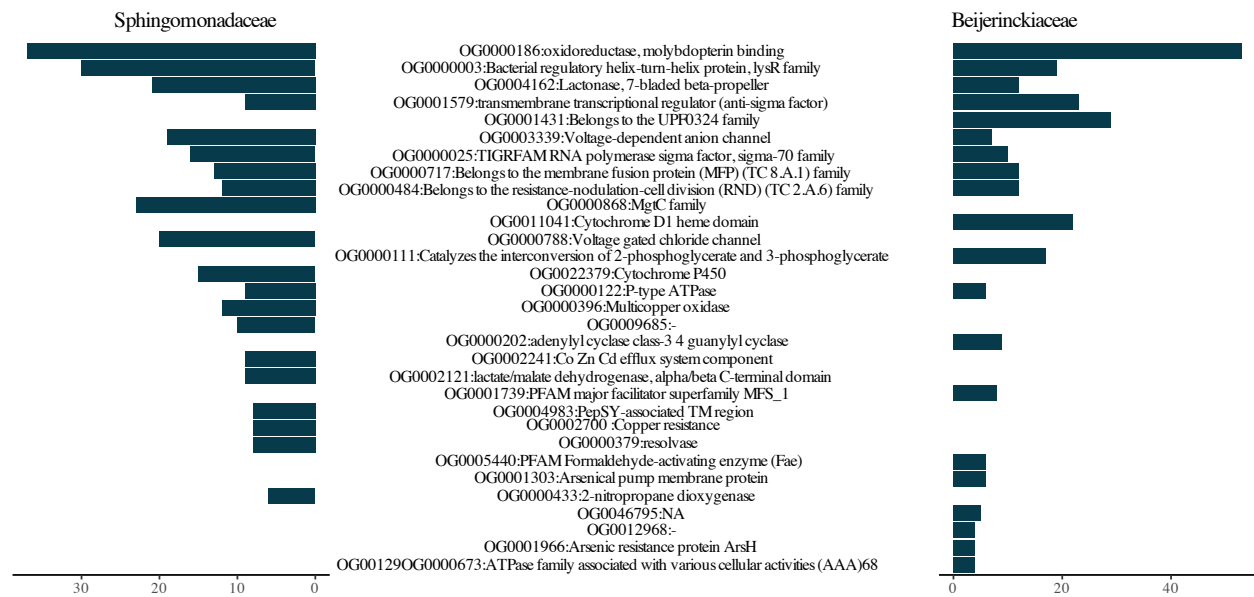 Sphingomonadaceae
Beijerinckiaceae
OG0000186:oxidoreductase, molybdopterin binding
OG0000003:Bacterial regulatory helix-turn-helix protein, lysR family
OG0004162:Lactonase, 7-bladed beta-propeller
OG0001579:transmembrane transcriptional regulator (anti-sigma factor)
OG0001431:Belongs to the UPF0324 family
OG0003339:Voltage-dependent anion channel
OG0000025:TIGRFAM RNA polymerase sigma factor, sigma-70 family
OG0000717:Belongs to the membrane fusion protein (MFP) (TC 8.A.1) family
OG0000484:Belongs to the resistance-nodulation-cell division (RND) (TC 2.A.6) family
OG0000868:MgtC family
OG0011041:Cytochrome D1 heme domain
OG0000788:Voltage gated chloride channel
OG0000111:Catalyzes the interconversion of 2-phosphoglycerate and 3-phosphoglycerate
OG0022379:Cytochrome P450
OG0000122:P-type ATPase
OG0000396:Multicopper oxidase
OG0009685:-
OG0000202:adenylyl cyclase class-3 4 guanylyl cyclase
OG0002241:Co Zn Cd efflux system component
OG0002121:lactate/malate dehydrogenase, alpha/beta C-terminal domain
OG0001739:PFAM major facilitator superfamily MFS_1
OG0004983:PepSY-associated TM region
OG0002700 :Copper resistance
OG0000379:resolvase
OG0005440:PFAM Formaldehyde-activating enzyme (Fae)
OG0001303:Arsenical pump membrane protein
OG0000433:2-nitropropane dioxygenase
OG0046795:NA
OG0012968:-
OG0001966:Arsenic resistance protein ArsH
OG00129OG0000673:ATPase family associated with various cellular activities (AAA)68
30 20 10 0
0 20 40